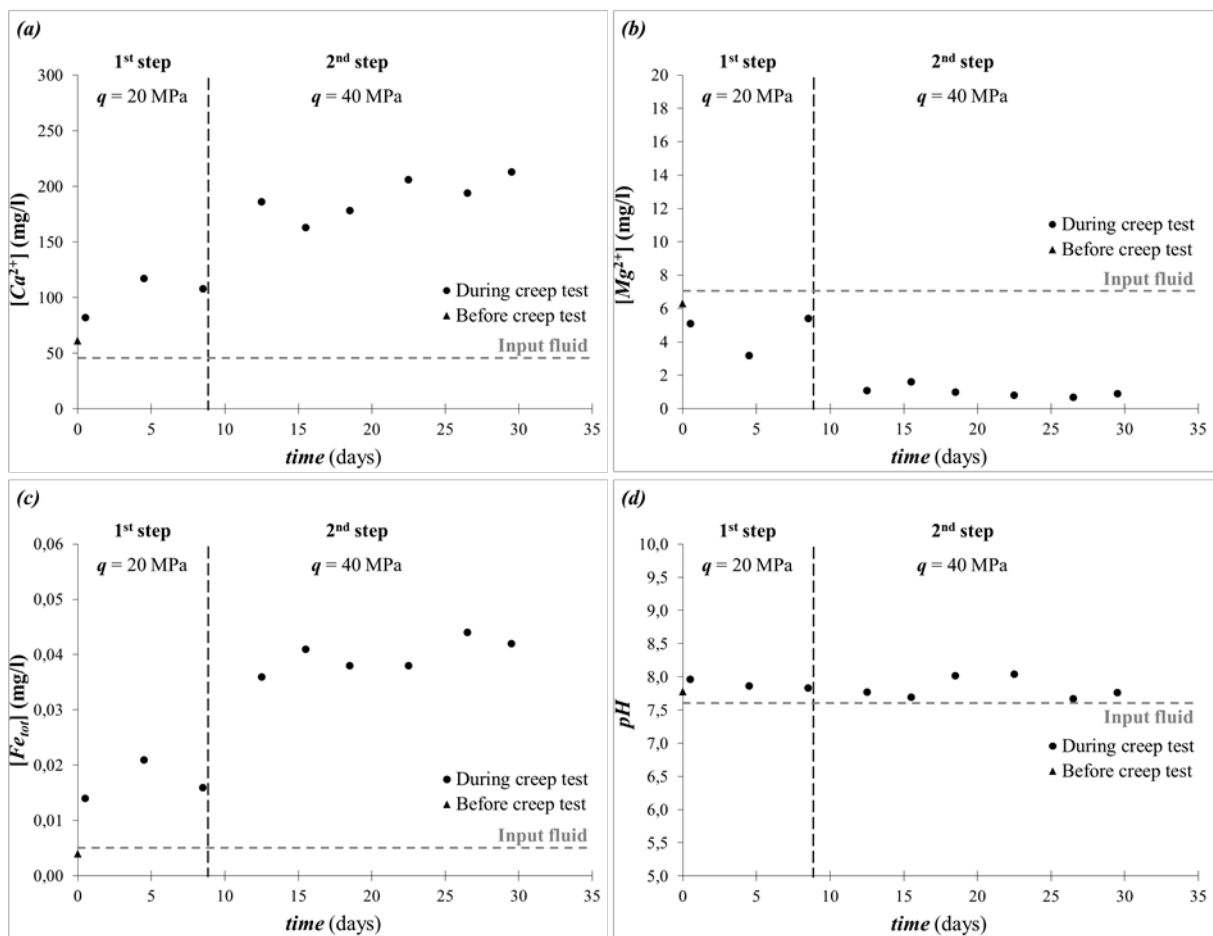 (a)
1st step
2nd step
q = 20 MPa
q = 40 MPa
[Ca2+] (mg/l)
300
250
200
150
100
50
0
During creep test
Before creep test
Input fluid
0 5 10 15 20 25 30 35
time (days)
(b)
1st step
2nd step
q = 20 MPa
q = 40 MPa
[Mg2+] (mg/l)
20
18
16
14
12
10
8
6
4
2
0
During creep test
Before creep test
Input fluid
0 5 10 15 20 25 30 35
time (days)
(c)
1st step
2nd step
q = 20 MPa
q = 40 MPa
[Fetot] (mg/l)
0,06
0,05
0,04
0,03
0,02
0,01
0,00
During creep test
Before creep test
Input fluid
0 5 10 15 20 25 30 35
time (days)
(d)
1st step
2nd step
q = 20 MPa
q = 40 MPa
pH
10,0
9,5
9,0
8,5
8,0
7,5
7,0
6,5
6,0
5,5
5,0
Input fluid
During creep test
Before creep test
0 5 10 15 20 25 30 35
time (days)